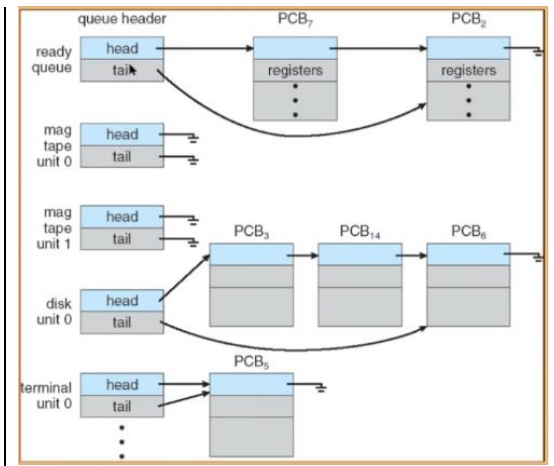 queue header PCB₇ PCB₂
ready queue
head
tail
registers registers
mag tape unit 0
head
tail
mag tape unit 1
head
tail
PCB₃ PCB₁₄ PCB₆
disk unit 0
head
tail
PCB₅
terminal unit 0
head
tail